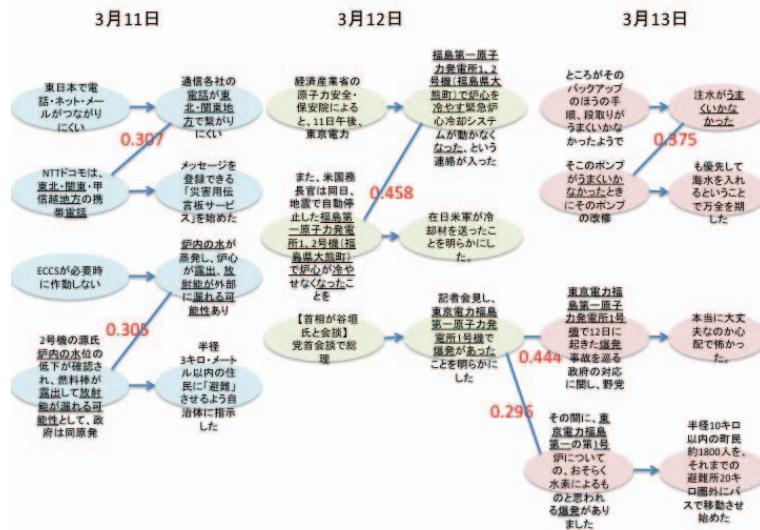 3月11日
東日本で電
話・ネット・メー
ルがつながり
にくい
通信各社の
電話が東
北・関東地
方で繋がり
にくい
0.307
NTTドコモは、
東北・関東・甲
信越地方の携
帯電話
メッセージを
登録できる
「災害用伝
言板サービ
ス」を始めた
ECCSが必要時
に作動しない
炉内の水が
蒸発し、炉心
が露出、放
射能が外部
に漏れる可
能性あり
0.305
2号機の源氏
炉内の水位の
低下が確認さ
れ、燃料棒が
露出して放射
能が漏れる可
能性として、政
府は同原発
半径
3キロ・メート
ル以内の住
民に「避難」
させるよう自
治体に指示
した
3月12日
経済産業省の
原子力安全・
保安院による
と、11日午後、
東京電力
福島第一原子
力発電所1、2
号機(福島県大
熊町)で炉心を
冷やす緊急炉
心冷却システ
ムが動かなく
なった、という
連絡が入った
0.458
また、米国務
長官は同日、
地震で自動停
止した福島第
一原子力発電
所1、2号機(福
島県大熊町)
で炉心が冷や
せなくなったこ
とを
在日米軍が冷
却材を送ったこ
とを明らかにし
た。
【首相が谷垣
氏と会談】
党首会談で総
理
記者会見し、
東京電力福島
第一原子力発
電所1号機で
爆発があった
ことを明らかに
した
0.444
0.296
3月13日
ところがその
バックアップ
のほうの手
順、段取りが
うまくいかな
かったようで
注水がうま
くいかなか
った
0.375
そこのポンプ
がうまくいか
なかったとき
にそのポンプ
の改修
も優先して
海水を入れ
るということ
で万全を期し
た
東京電力福
島第一原子
力発電所1号
機で12日に
起きた爆発
事故を巡る
政府の対応
に関し、野党
本当に大丈
夫なのか心
配で怖かった。
その間に、東
京電力福島
第一の第1号
炉について
の、おそらく
水素によるも
のと思われ
る爆発があり
ました
半径10キロ
以内の町民
約1800人を、
それまでの
避難所20キ
ロ圏外にバ
スで移動させ
始めた